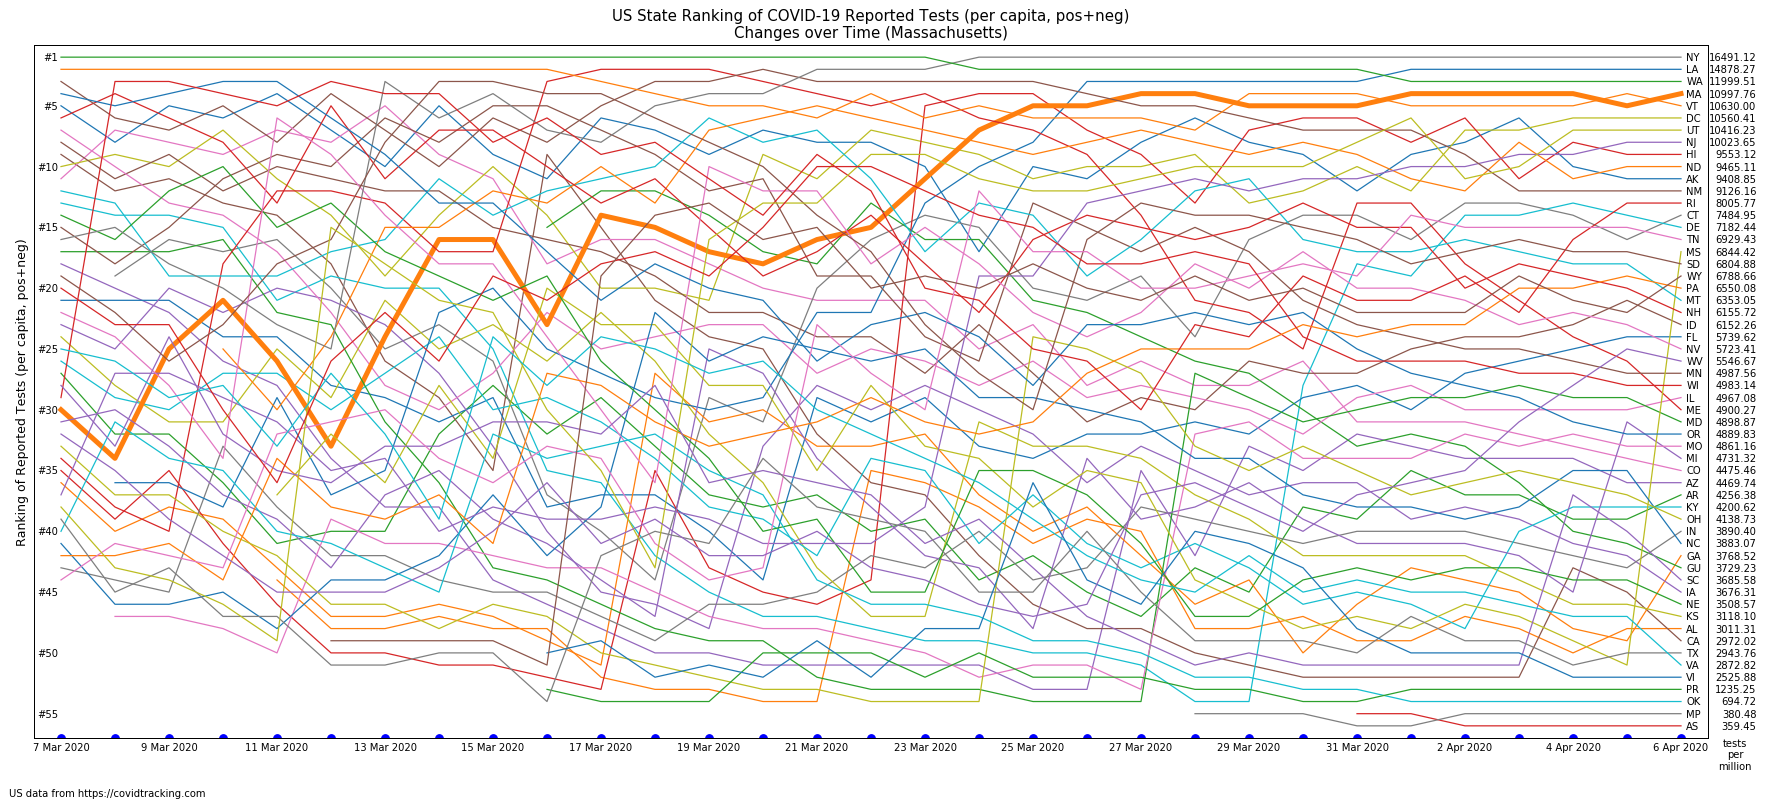 US State Ranking of COVID-19 Reported Tests (per capita, pos+neg)
Changes over Time (Massachusetts)
Ranking of Reported Tests (per capita, pos+neg)
#1
#5
#10
#15
#20
#25
#30
#35
#40
#45
#50
#55
NY 16491.12
LA 14878.27
WA 11999.51
MA 10997.76
VT 10630.00
DC 10560.41
UT 10416.23
NJ 10023.65
HI 9553.12
ND 9465.11
AK 9408.85
NM 9126.16
RI 8005.77
CT 7484.95
DE 7182.44
TN 6929.43
MS 6844.42
SD 6804.88
WY 6788.66
PA 6550.08
MT 6353.05
NH 6155.72
ID 6152.26
FL 5739.62
NV 5723.41
WV 5546.67
MN 4987.56
WI 4983.14
IL 4967.08
ME 4900.27
MD 4898.87
OR 4889.83
MO 4861.16
MI 4731.32
CO 4475.46
AZ 4469.74
AR 4256.38
KY 4200.62
OH 4138.73
IN 3890.40
NC 3883.07
GA 3768.52
GU 3729.23
SC 3685.58
IA 3676.31
NE 3508.57
KS 3118.10
AL 3011.31
CA 2972.02
TX 2943.76
VA 2872.82
VI 2525.88
PR 1235.25
OK 694.72
MP 380.48
AS 359.45
7 Mar 2020 9 Mar 2020 11 Mar 2020 13 Mar 2020 15 Mar 2020 17 Mar 2020 19 Mar 2020 21 Mar 2020 23 Mar 2020 25 Mar 2020 27 Mar 2020 29 Mar 2020 31 Mar 2020 2 Apr 2020 4 Apr 2020 6 Apr 2020
tests
per
million
US data from https://covidtracking.com